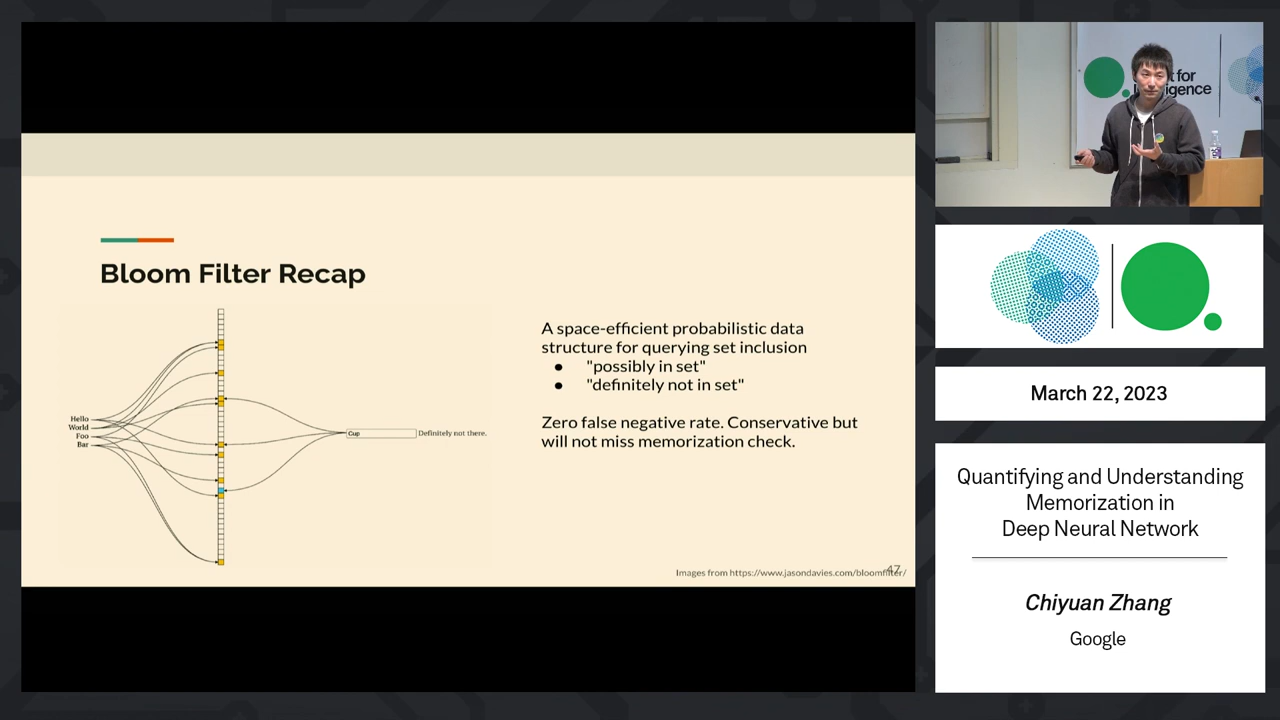 Bloom Filter Recap
Hello
World
Foo
Bar
Cup
Definitely not there.
A space-efficient probabilistic data
structure for querying set inclusion
● "possibly in set"
● "definitely not in set"
Zero false negative rate. Conservative but
will not miss memorization check.
Images from https://www.jasondavies.com/bloomfilter/
47
March 22, 2023
Quantifying and Understanding
Memorization in
Deep Neural Network
Chiyuan Zhang
Google